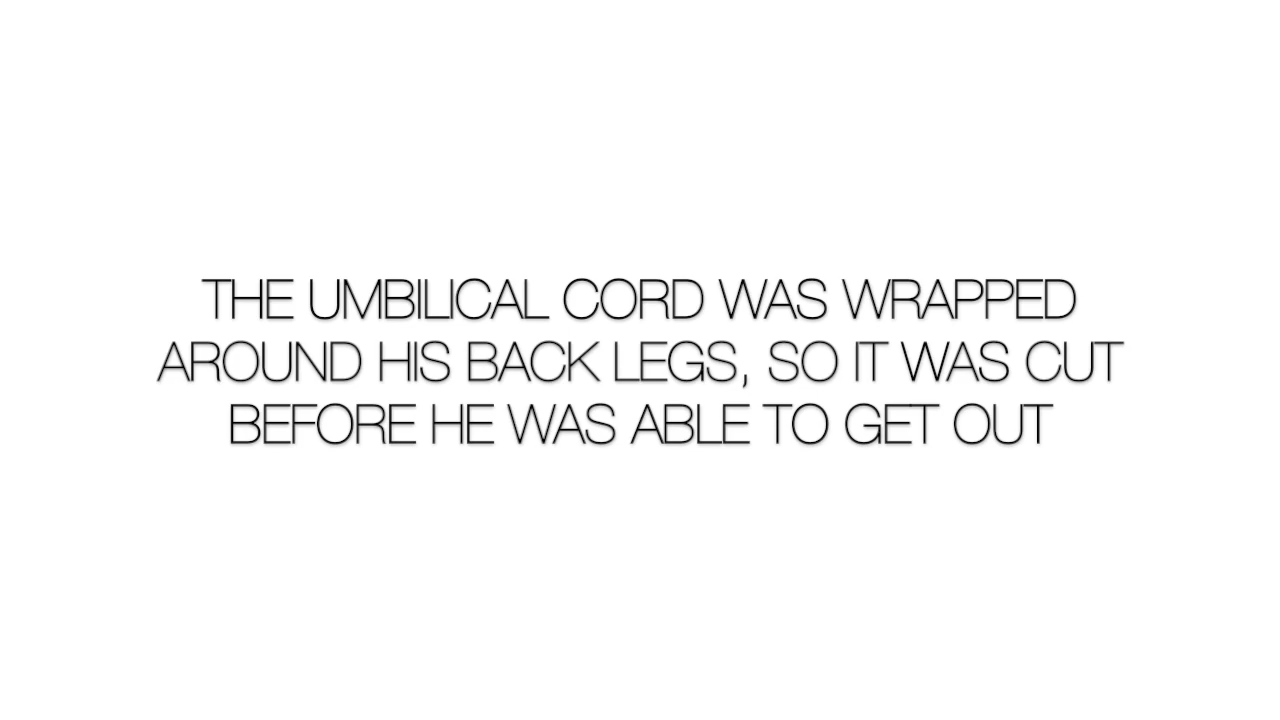 THE UMBILICAL CORD WAS WRAPPED
AROUND HIS BACK LEGS, SO IT WAS CUT
BEFORE HE WAS ABLE TO GET OUT